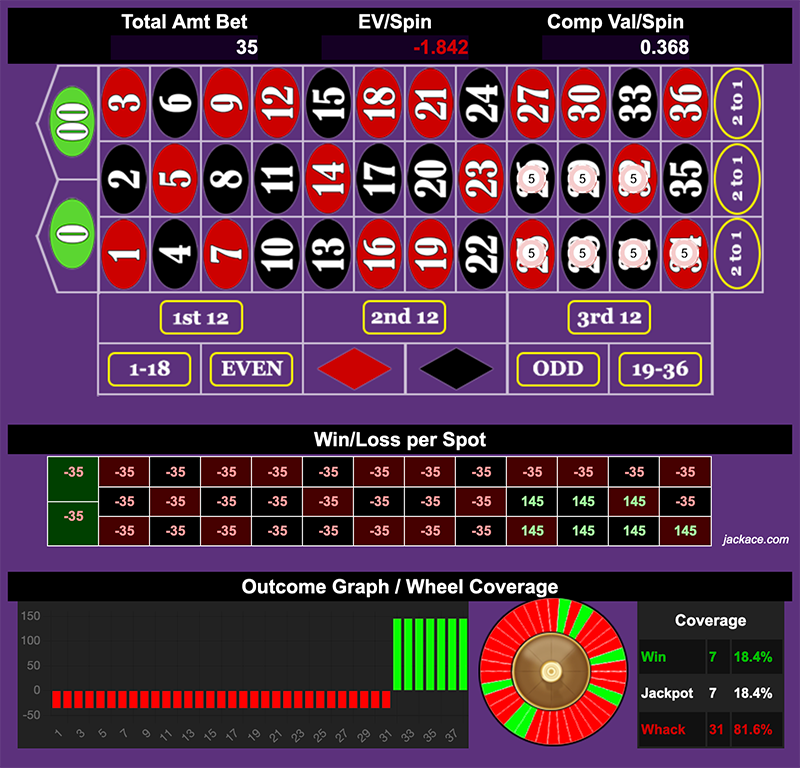 Total Amt Bet EV/Spin Comp Val/Spin
35 -1.842 0.368
00 3 6 9 12 15 18 21 24 27 30 33 36 2 to 1
2 5 8 11 14 17 20 23 5 5 5 35 2 to 1
0 1 4 7 10 13 16 19 22 5 5 5 5 2 to 1
1st 12 2nd 12 3rd 12
1-18 EVEN ODD 19-36
Win/Loss per Spot
-35 -35 -35 -35 -35 -35 -35 -35 -35 -35 -35 -35 -35
-35 -35 -35 -35 -35 -35 -35 -35 145 145 145 -35
-35 -35 -35 -35 -35 -35 -35 -35 -35 145 145 145 145
jackace.com
Outcome Graph / Wheel Coverage
150
100
50
0
-50
1 3 5 7 9 11 13 15 17 19 21 23 25 27 29 31 33 35 37
Coverage
Win 7 18.4%
Jackpot 7 18.4%
Whack 31 81.6%